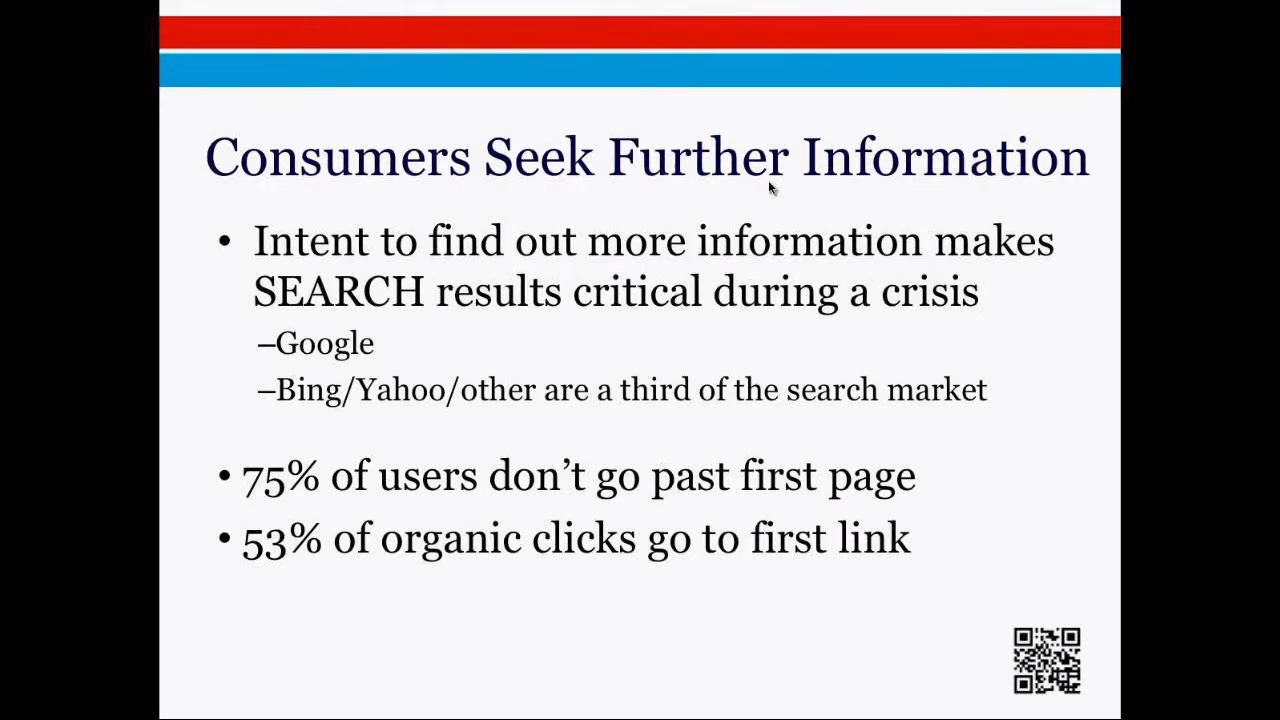 Consumers Seek Further Information
• Intent to find out more information makes
SEARCH results critical during a crisis
–Google
–Bing/Yahoo/other are a third of the search market
• 75% of users don’t go past first page
• 53% of organic clicks go to first link